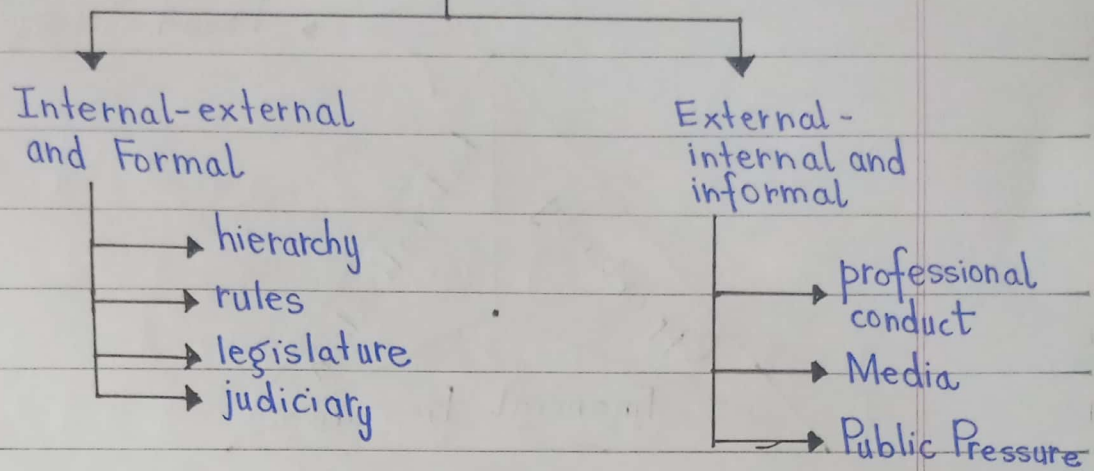 Internal-external
and Formal
hierarchy
rules
legislature
judiciary
External-
internal and
informal
professional
conduct
Media
Public Pressure